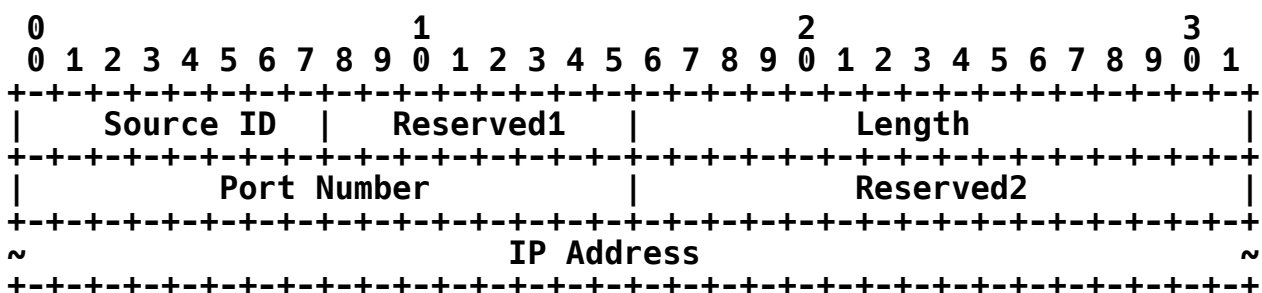 0                   1                   2                   3
 0 1 2 3 4 5 6 7 8 9 0 1 2 3 4 5 6 7 8 9 0 1 2 3 4 5 6 7 8 9 0 1
+-+-+-+-+-+-+-+-+-+-+-+-+-+-+-+-+-+-+-+-+-+-+-+-+-+-+-+-+-+-+-+-+
|    Source ID  |   Reserved1   |           Length              |
+-+-+-+-+-+-+-+-+-+-+-+-+-+-+-+-+-+-+-+-+-+-+-+-+-+-+-+-+-+-+-+-+
|          Port Number          |           Reserved2           |
+-+-+-+-+-+-+-+-+-+-+-+-+-+-+-+-+-+-+-+-+-+-+-+-+-+-+-+-+-+-+-+-+
~                         IP Address                            ~
+-+-+-+-+-+-+-+-+-+-+-+-+-+-+-+-+-+-+-+-+-+-+-+-+-+-+-+-+-+-+-+-+